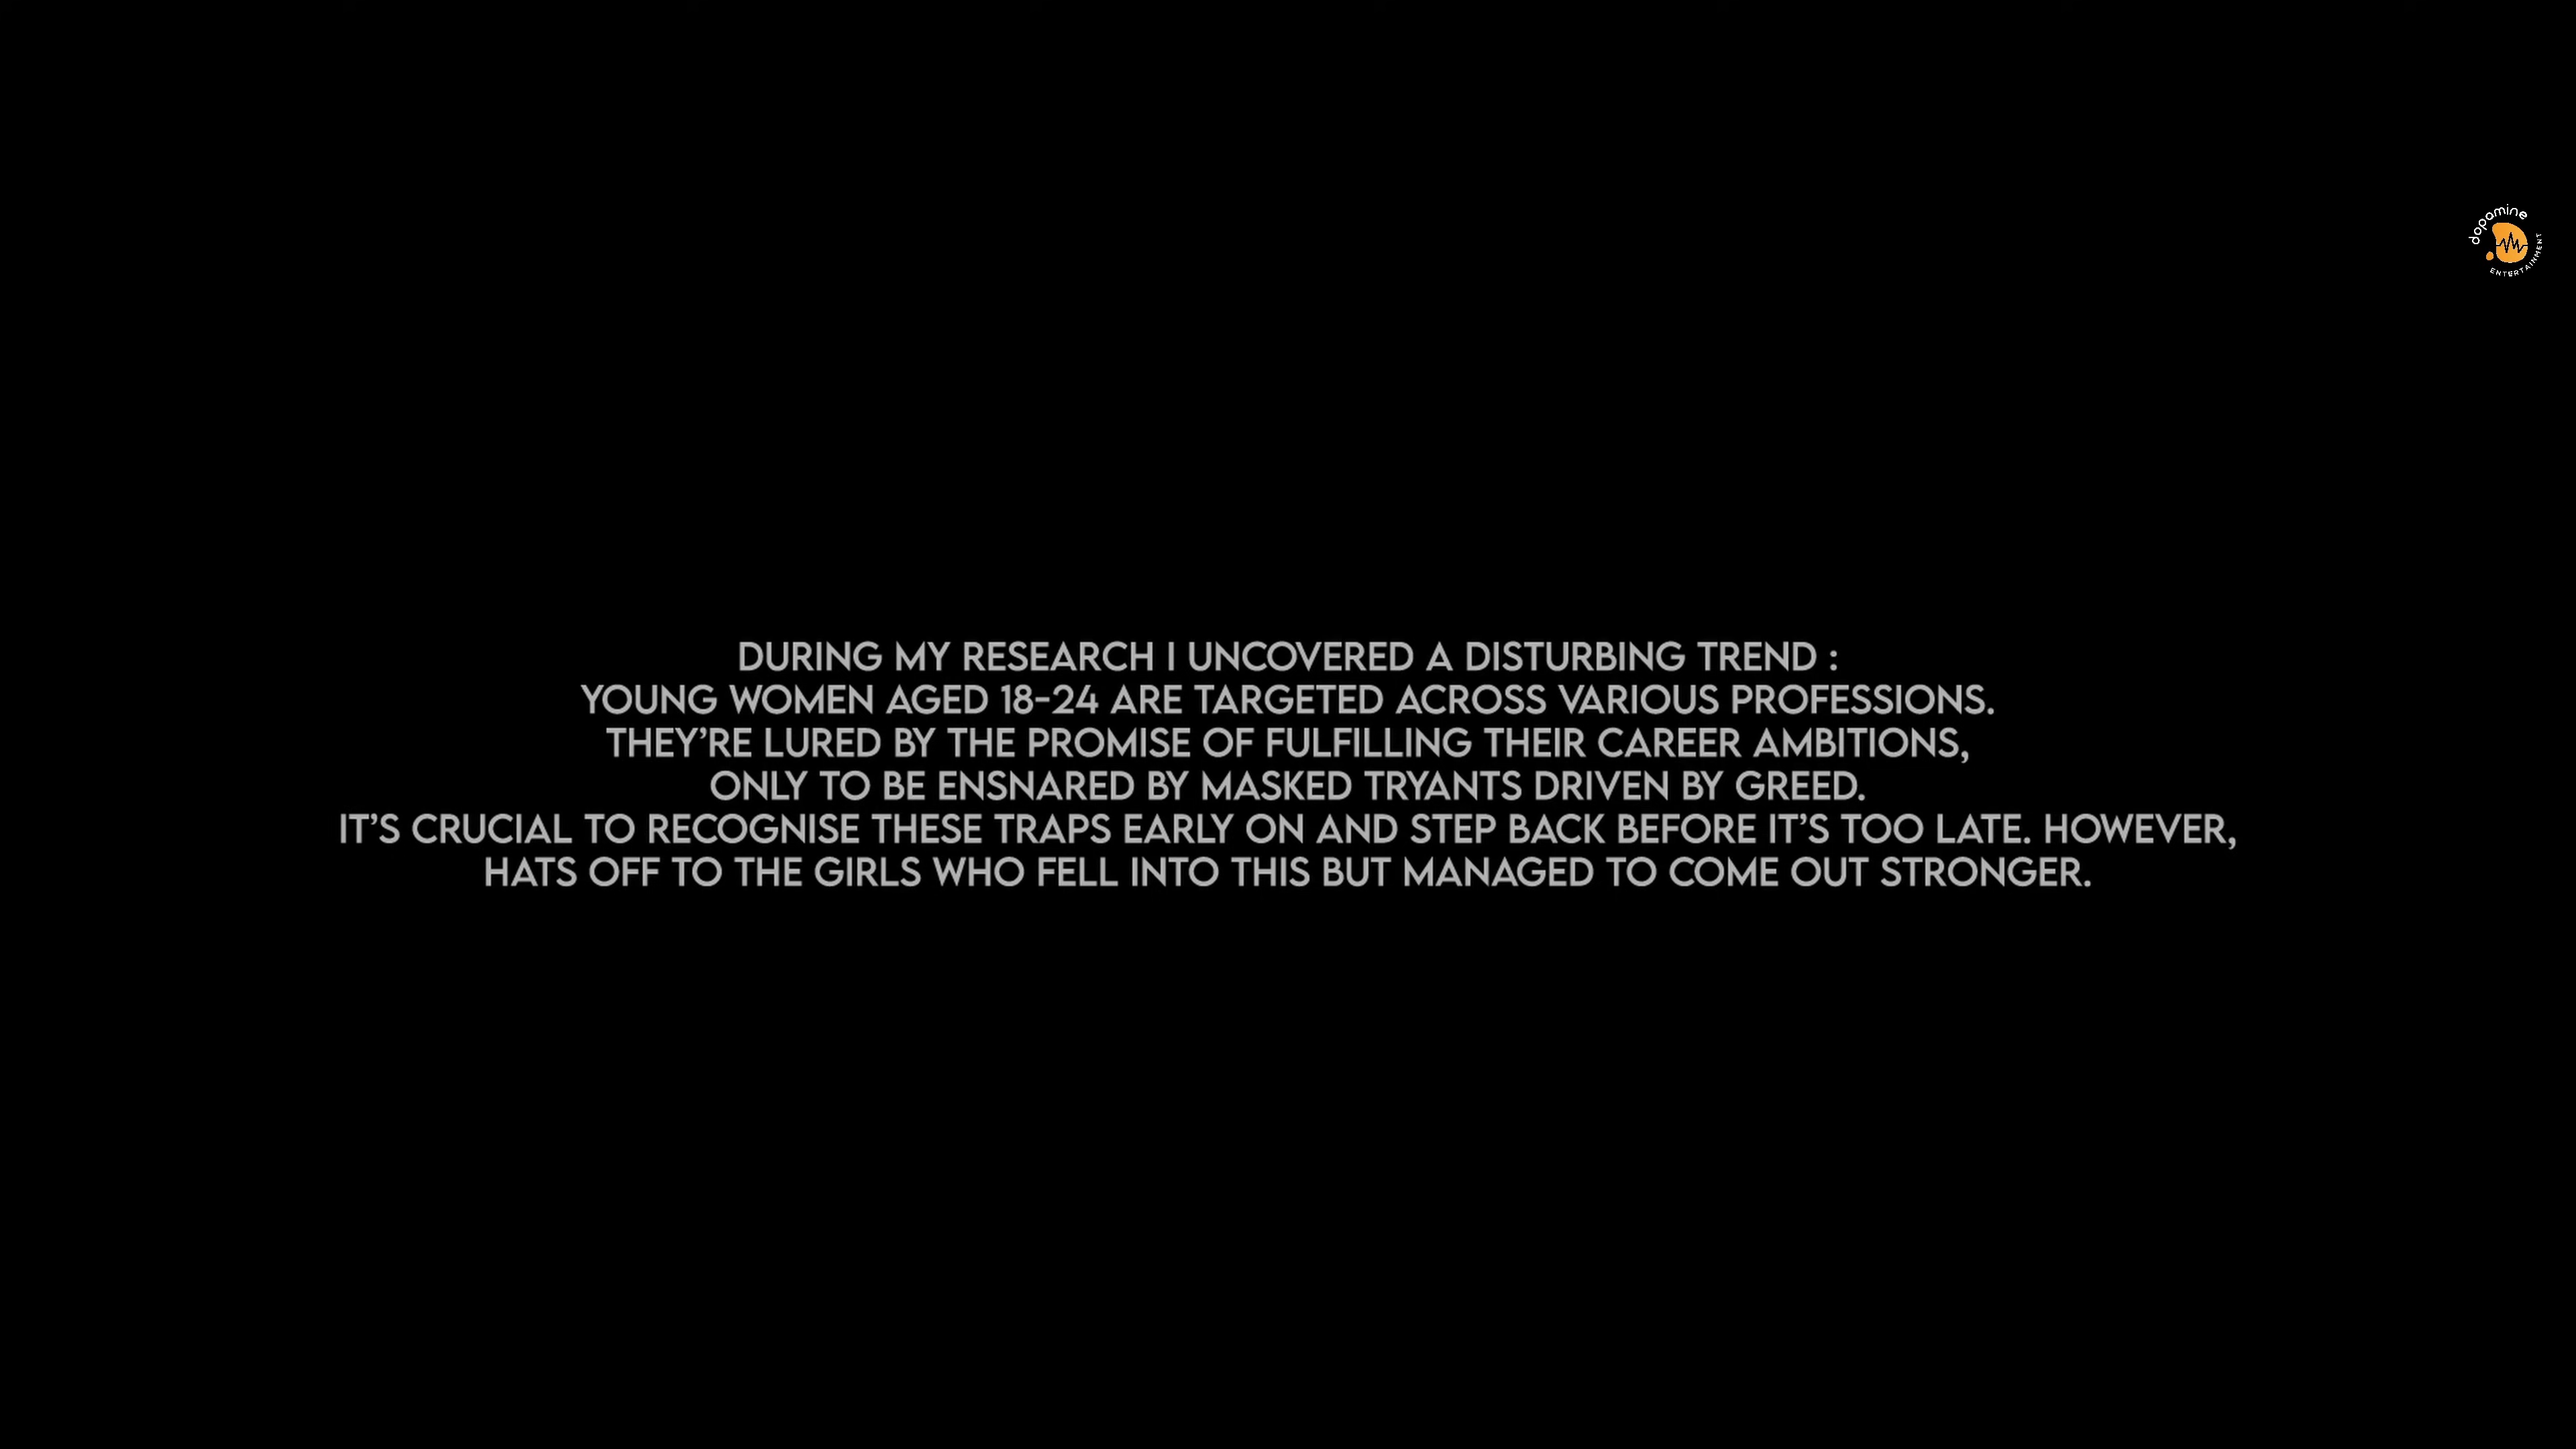 dopamine
ENTERTAINMENT
DURING MY RESEARCH I UNCOVERED A DISTURBING TREND :
YOUNG WOMEN AGED 18-24 ARE TARGETED ACROSS VARIOUS PROFESSIONS.
THEY'RE LURED BY THE PROMISE OF FULFILLING THEIR CAREER AMBITIONS,
ONLY TO BE ENSNARED BY MASKED TRYANTS DRIVEN BY GREED.
IT'S CRUCIAL TO RECOGNISE THESE TRAPS EARLY ON AND STEP BACK BEFORE IT'S TOO LATE. HOWEVER,
HATS OFF TO THE GIRLS WHO FELL INTO THIS BUT MANAGED TO COME OUT STRONGER.